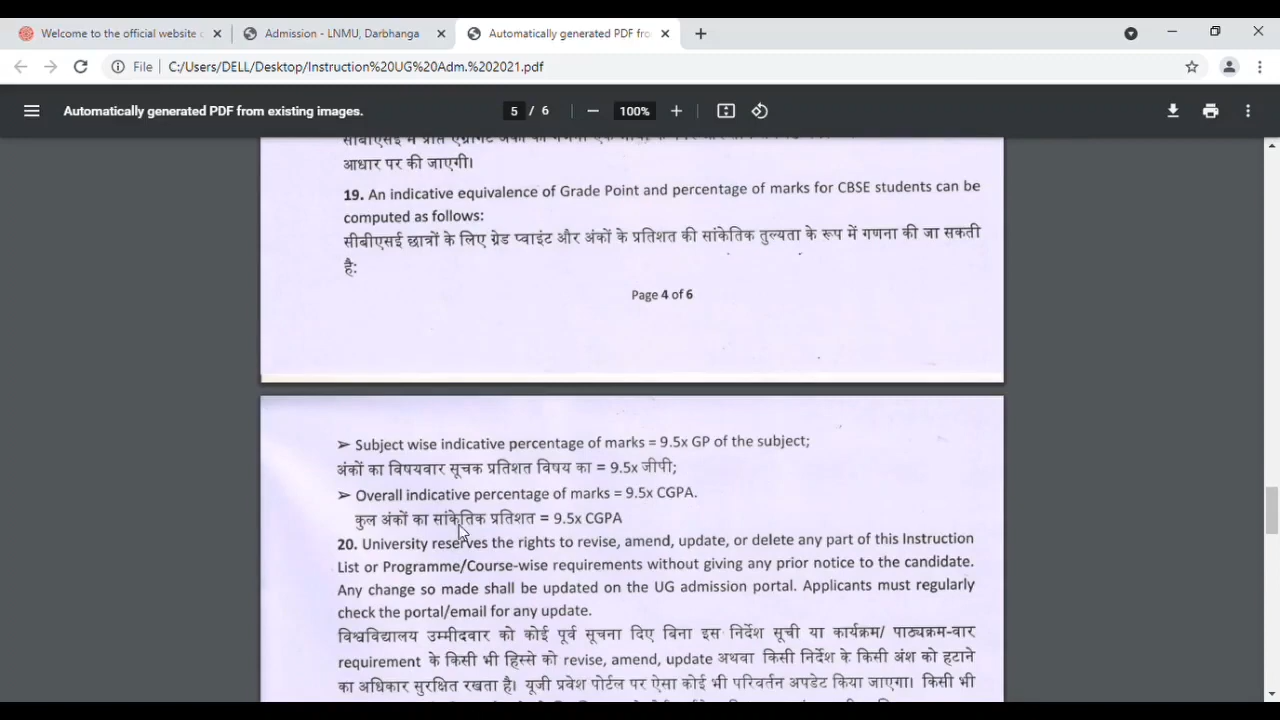 Welcome to the official website
Admission - LNMU, Darbhanga
Automatically generated PDF fro
File
C:/Users/DELL/Desktop/Instruction%20UG%20Adm.%202021.pdf
Automatically generated PDF from existing images.
5 / 6
100%
आधार पर की जाएगी।
19. An indicative equivalence of Grade Point and percentage of marks for CBSE students can be
computed as follows:
सीबीएसई छात्रों के लिए ग्रेड प्वाइंट और अंकों के प्रतिशत की सांकेतिक तुल्यता के रूप में गणना की जा सकती
है:
Page 4 of 6
➢ Subject wise indicative percentage of marks = 9.5x GP of the subject;
अंकों का विषयवार सूचक प्रतिशत विषय का = 9.5x जीपी;
➢ Overall indicative percentage of marks = 9.5x CGPA.
कुल अंकों का सांकेतिक प्रतिशत = 9.5x CGPA
20. University reserves the rights to revise, amend, update, or delete any part of this Instruction
List or Programme/Course-wise requirements without giving any prior notice to the candidate.
Any change so made shall be updated on the UG admission portal. Applicants must regularly
check the portal/email for any update.
विश्वविद्यालय उम्मीदवार को कोई पूर्व सूचना दिए बिना इस निर्देश सूची या कार्यक्रम/ पाठ्यक्रम-वार
requirement के किसी भी हिस्से को revise, amend, update अथवा किसी निर्देश के किसी अंश को हटाने
का अधिकार सुरक्षित रखता है। यूजी प्रवेश पोर्टल पर ऐसा कोई भी परिवर्तन अपडेट किया जाएगा। किसी भी